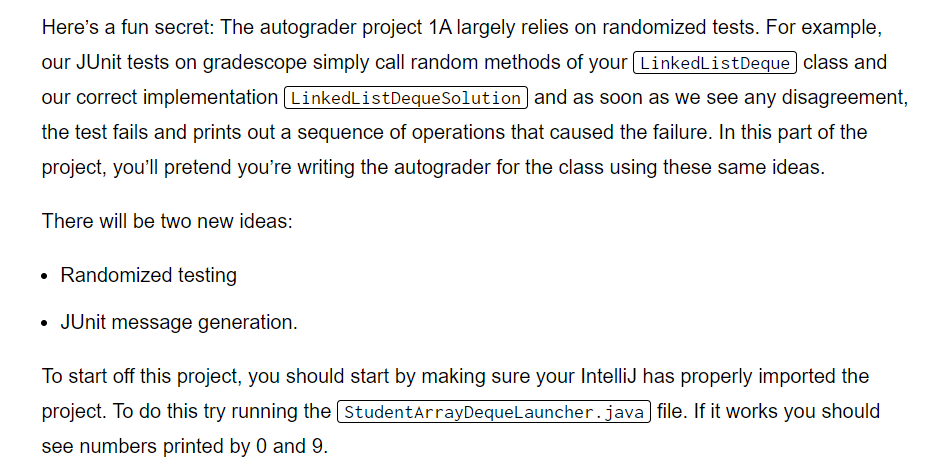 Here’s a fun secret: The autograder project 1A largely relies on randomized tests. For example,
our JUnit tests on gradescope simply call random methods of your LinkedListDeque class and
our correct implementation LinkedListDequeSolution and as soon as we see any disagreement,
the test fails and prints out a sequence of operations that caused the failure. In this part of the
project, you’ll pretend you’re writing the autograder for the class using these same ideas.
There will be two new ideas:
• Randomized testing
• JUnit message generation.
To start off this project, you should start by making sure your IntelliJ has properly imported the
project. To do this try running the StudentArrayDequeLauncher.java file. If it works you should
see numbers printed by 0 and 9.